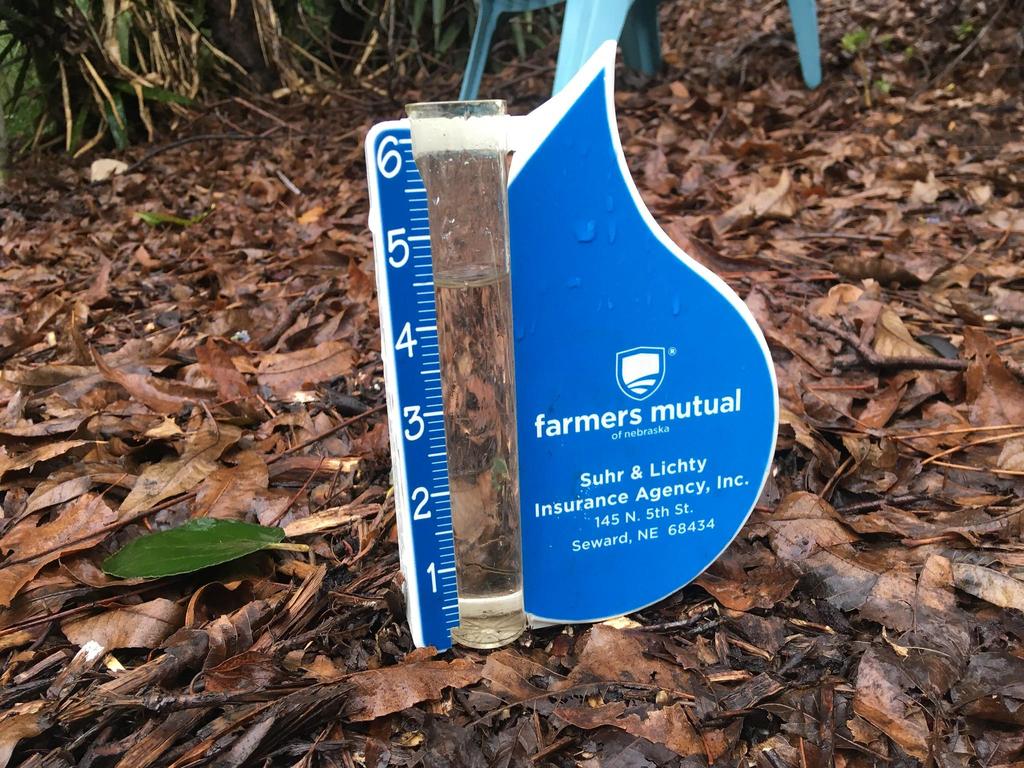 6
5
4
3
2
1
®
farmers mutual
of nebraska
Suhr & Lichty
Insurance Agency, Inc.
145 N. 5th St.
Seward, NE 68434